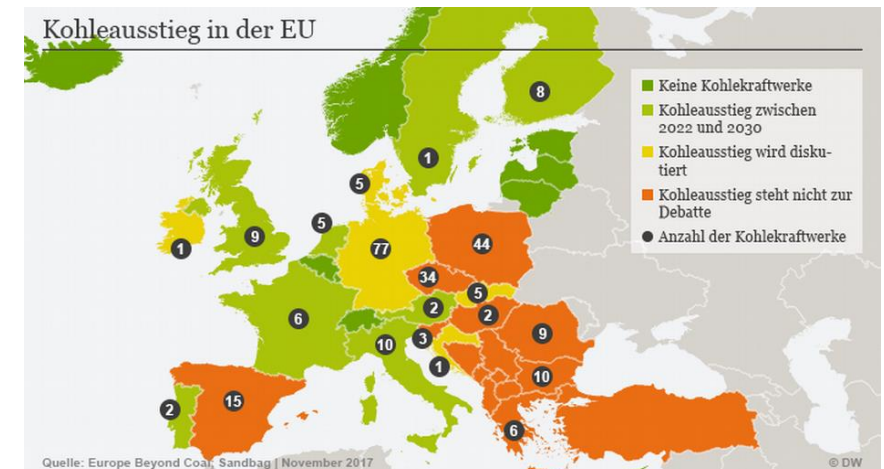 Kohleausstieg in der EU
Keine Kohlekraftwerke
Kohleausstieg zwischen
2022 und 2030
Kohleausstieg wird disku-
tiert
Kohleausstieg steht nicht zur
Debatte
Anzahl der Kohlekraftwerke
8
1
5
5
1
9
77
44
34
5
2
2
6
10
3
9
1
10
2
15
6
Quelle: Europe Beyond Coal, Sandbag | November 2017
© DW